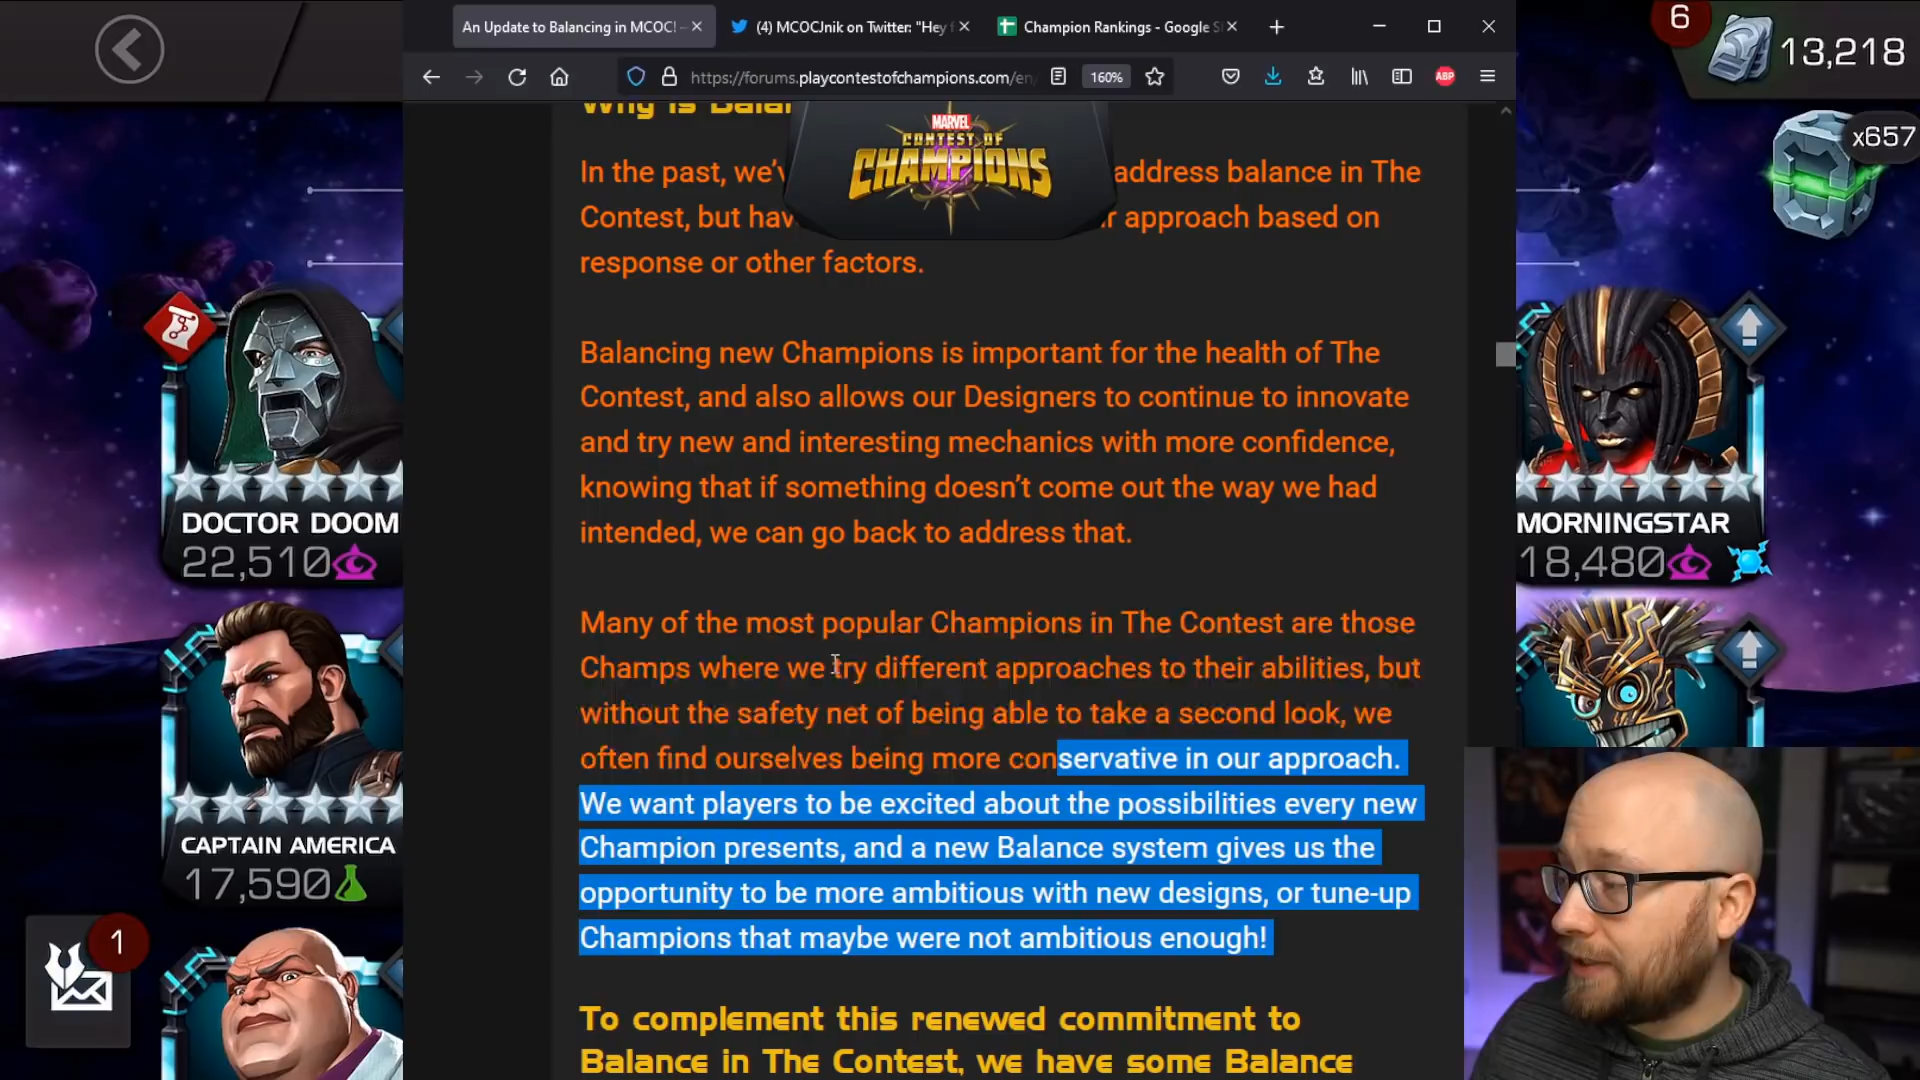 An Update to Balancing in MCOC! -
(4) MCOCJnik on Twitter: "Hey
Champion Rankings - Google
https://forums.playcontestofchampions.com/en/
160%
ABP
6
13,218
x657
MARVEL
CONTEST OF
CHAMPIONS
In the past, we'v address balance in The
Contest, but hav r approach based on
response or other factors.
Balancing new Champions is important for the health of The
Contest, and also allows our Designers to continue to innovate
and try new and interesting mechanics with more confidence,
knowing that if something doesn't come out the way we had
intended, we can go back to address that.
Many of the most popular Champions in The Contest are those
Champs where we try different approaches to their abilities, but
without the safety net of being able to take a second look, we
often find ourselves being more conservative in our approach.
We want players to be excited about the possibilities every new
Champion presents, and a new Balance system gives us the
opportunity to be more ambitious with new designs, or tune-up
Champions that maybe were not ambitious enough!
To complement this renewed commitment to
Balance in The Contest, we have some Balance
DOCTOR DOOM
22,510
CAPTAIN AMERICA
17,590
1
MORNINGSTAR
18,480